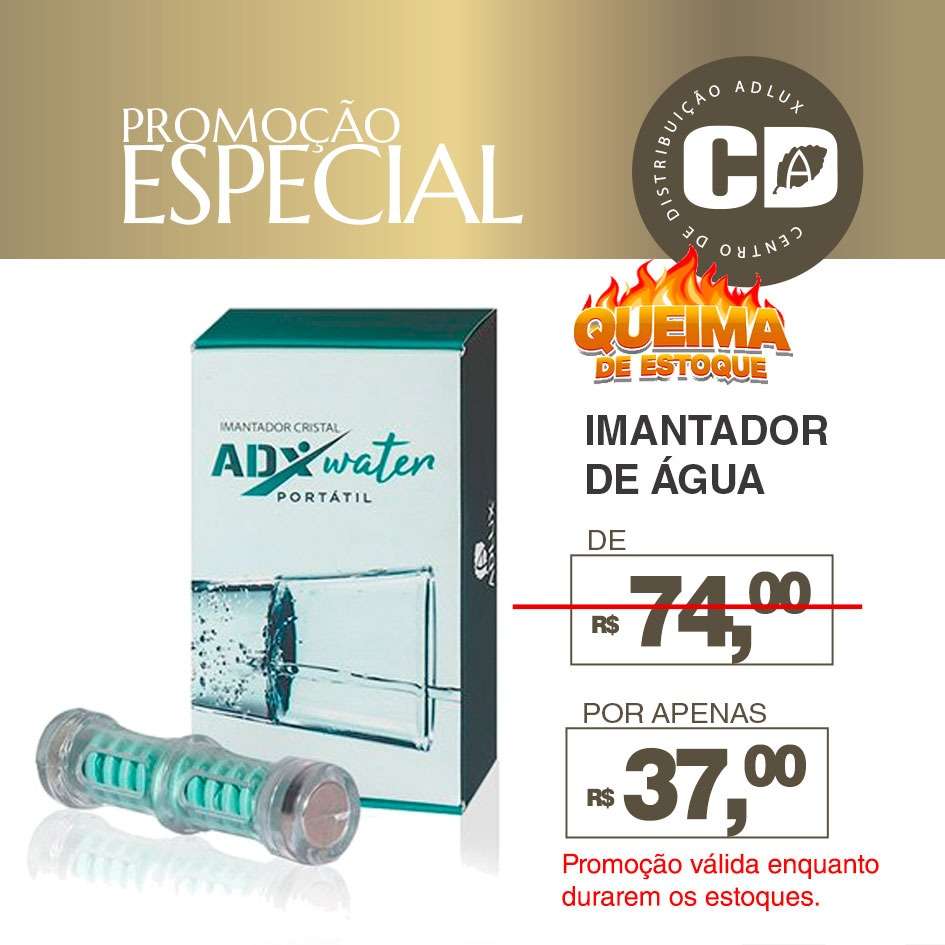 PROMOÇÃO
ESPECIAL
CENTRO DE DISTRIBUIÇÃO ADLUX
CDA
QUEIMA
DE ESTOQUE
IMANTADOR CRISTAL
ADX water
PORTÁTIL
ADLUX
IMANTADOR
DE ÁGUA
DE
R$ 74,00
POR APENAS
R$ 37,00
Promoção válida enquanto
durarem os estoques.